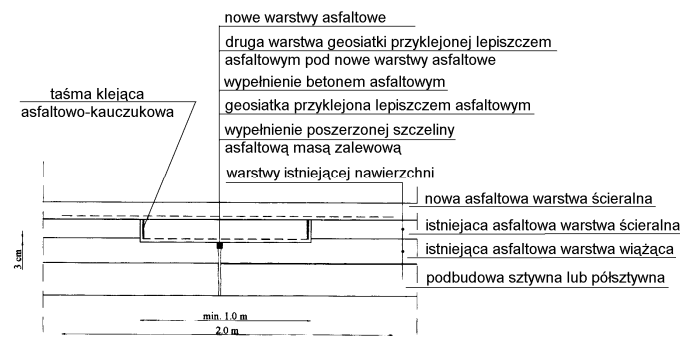 nowe warstwy asfaltowe
druga warstwa geosiatki przyklejonej lepiszczem
asfaltowym pod nowe warstwy asfaltowe
wypełnienie betonem asfaltowym
geosiatka przyklejona lepiszczem asfaltowym
wypełnienie poszerzonej szczeliny
asfaltową masą zalewową
warstwy istniejącej nawierzchni
taśma klejąca
asfaltowo-kauczukowa
nowa asfaltowa warstwa ścieralna
istniejaca asfaltowa warstwa ścieralna
istniejąca asfaltowa warstwa wiążąca
podbudowa sztywna lub półsztywna
3 cm
min. 1.0 m
2.0 m